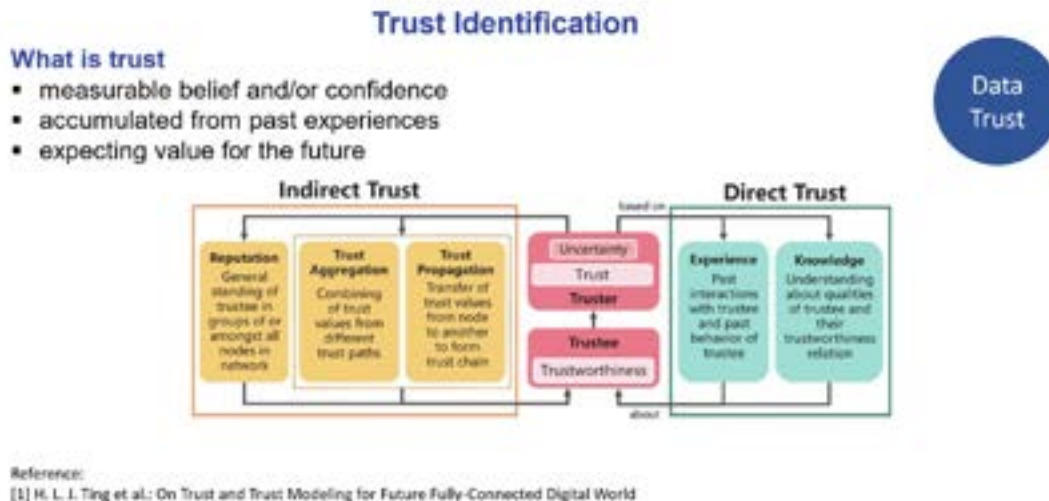 Trust Identification
What is trust
▪ measurable belief and/or confidence
▪ accumulated from past experiences
▪ expecting value for the future
Data
Trust
Indirect Trust
Direct Trust
based on
Reputation
General
standing of
trustee in
groups of or
amongst all
nodes in
network
Trust
Aggregation
Combining
of trust
values from
different
trust paths
Trust
Propagation
Transfer of
trust values
from node
to another
to form
trust chain
Uncertainty
Trust
Truster
Trustee
Trustworthiness
Experience
Past
interactions
with trustee
and past
behavior of
trustee
Knowledge
Understanding
about qualities
of trustee and
their
trustworthiness
relation
about
Reference:
[1] H. L. J. Ting et al.: On Trust and Trust Modeling for Future Fully-Connected Digital World